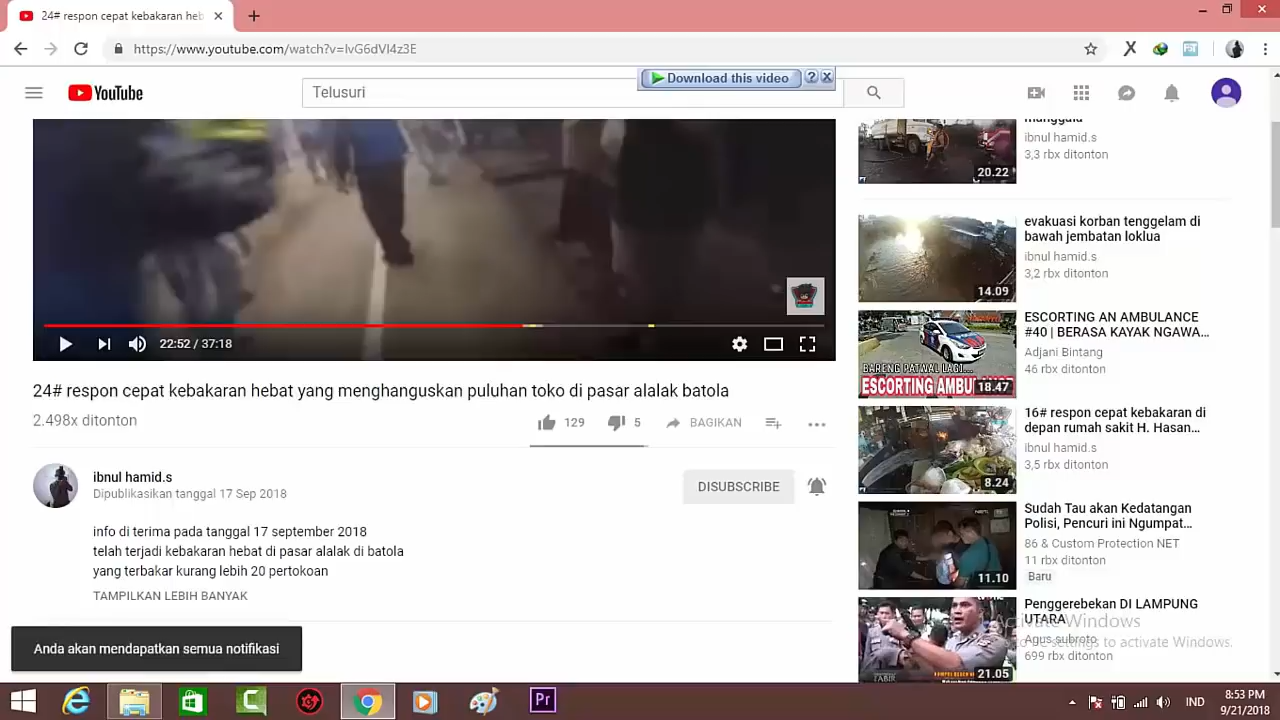 24# respon cepat kebakaran heb
https://www.youtube.com/watch?v=IvG6dVI4z3E
YouTube
Telusuri
Download this video
?
22:52 / 37:18
24# respon cepat kebakaran hebat yang menghanguskan puluhan toko di pasar alalak batola
2.498x ditonton
129
5
BAGIKAN
ibnul hamid.s
Dipublikasikan tanggal 17 Sep 2018
DISUBSCRIBE
info di terima pada tanggal 17 september 2018
telah terjadi kebakaran hebat di pasar alalak di batola
yang terbakar kurang lebih 20 pertokoan
TAMPILKAN LEBIH BANYAK
Anda akan mendapatkan semua notifikasi
manggala
ibnul hamid.s
3,3 rbx ditonton
20.22
evakuasi korban tenggelam di
bawah jembatan loklua
ibnul hamid.s
3,2 rbx ditonton
14.09
ESCORTING AN AMBULANCE
#40 | BERASA KAYAK NGAWA...
Adjani Bintang
46 rbx ditonton
BARENG PATWAL LAGI...
ESCORTING AMBU
18.47
16# respon cepat kebakaran di
depan rumah sakit H. Hasan...
ibnul hamid.s
3,5 rbx ditonton
8.24
Sudah Tau akan Kedatangan
Polisi, Pencuri ini Ngumpat...
86 & Custom Protection NET
11 rbx ditonton
Baru
11.10
Penggerebekan DI LAMPUNG
UTARA
Agus subroto
699 rbx ditonton
21.05
Activate Windows
to settings to activate Windows.
Pr
IND
8:53 PM
9/21/2018